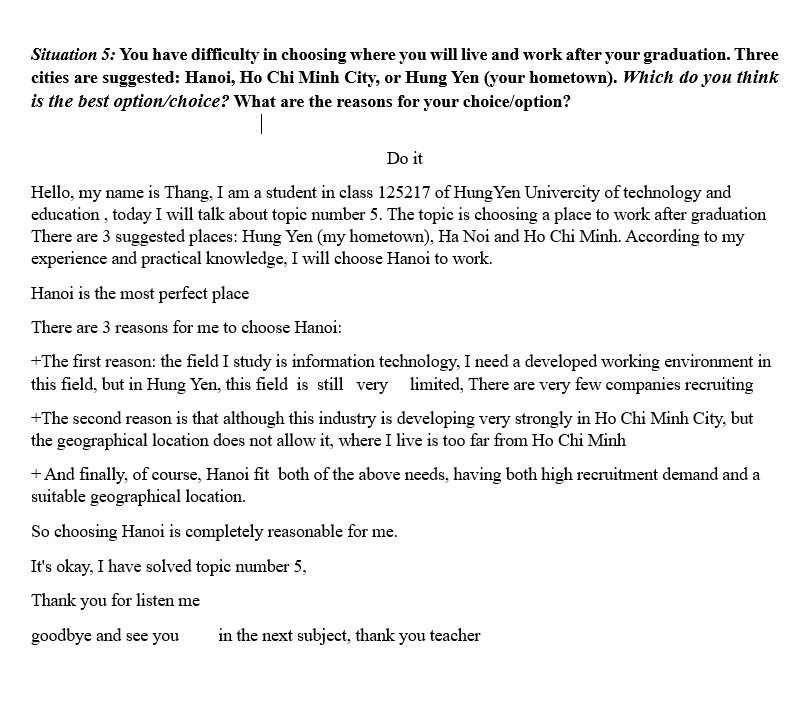 Situation 5: You have difficulty in choosing where you will live and work after your graduation. Three
cities are suggested: Hanoi, Ho Chi Minh City, or Hung Yen (your hometown). Which do you think
is the best option/choice? What are the reasons for your choice/option?
Do it
Hello, my name is Thang, I am a student in class 125217 of HungYen Univercity of technology and
education , today I will talk about topic number 5. The topic is choosing a place to work after graduation
There are 3 suggested places: Hung Yen (my hometown), Ha Noi and Ho Chi Minh. According to my
experience and practical knowledge, I will choose Hanoi to work.
Hanoi is the most perfect place
There are 3 reasons for me to choose Hanoi:
+The first reason: the field I study is information technology, I need a developed working environment in
this field, but in Hung Yen, this field is still very limited, There are very few companies recruiting
+The second reason is that although this industry is developing very strongly in Ho Chi Minh City, but
the geographical location does not allow it, where I live is too far from Ho Chi Minh
+ And finally, of course, Hanoi fit both of the above needs, having both high recruitment demand and a
suitable geographical location.
So choosing Hanoi is completely reasonable for me.
It's okay, I have solved topic number 5,
Thank you for listen me
goodbye and see you in the next subject, thank you teacher